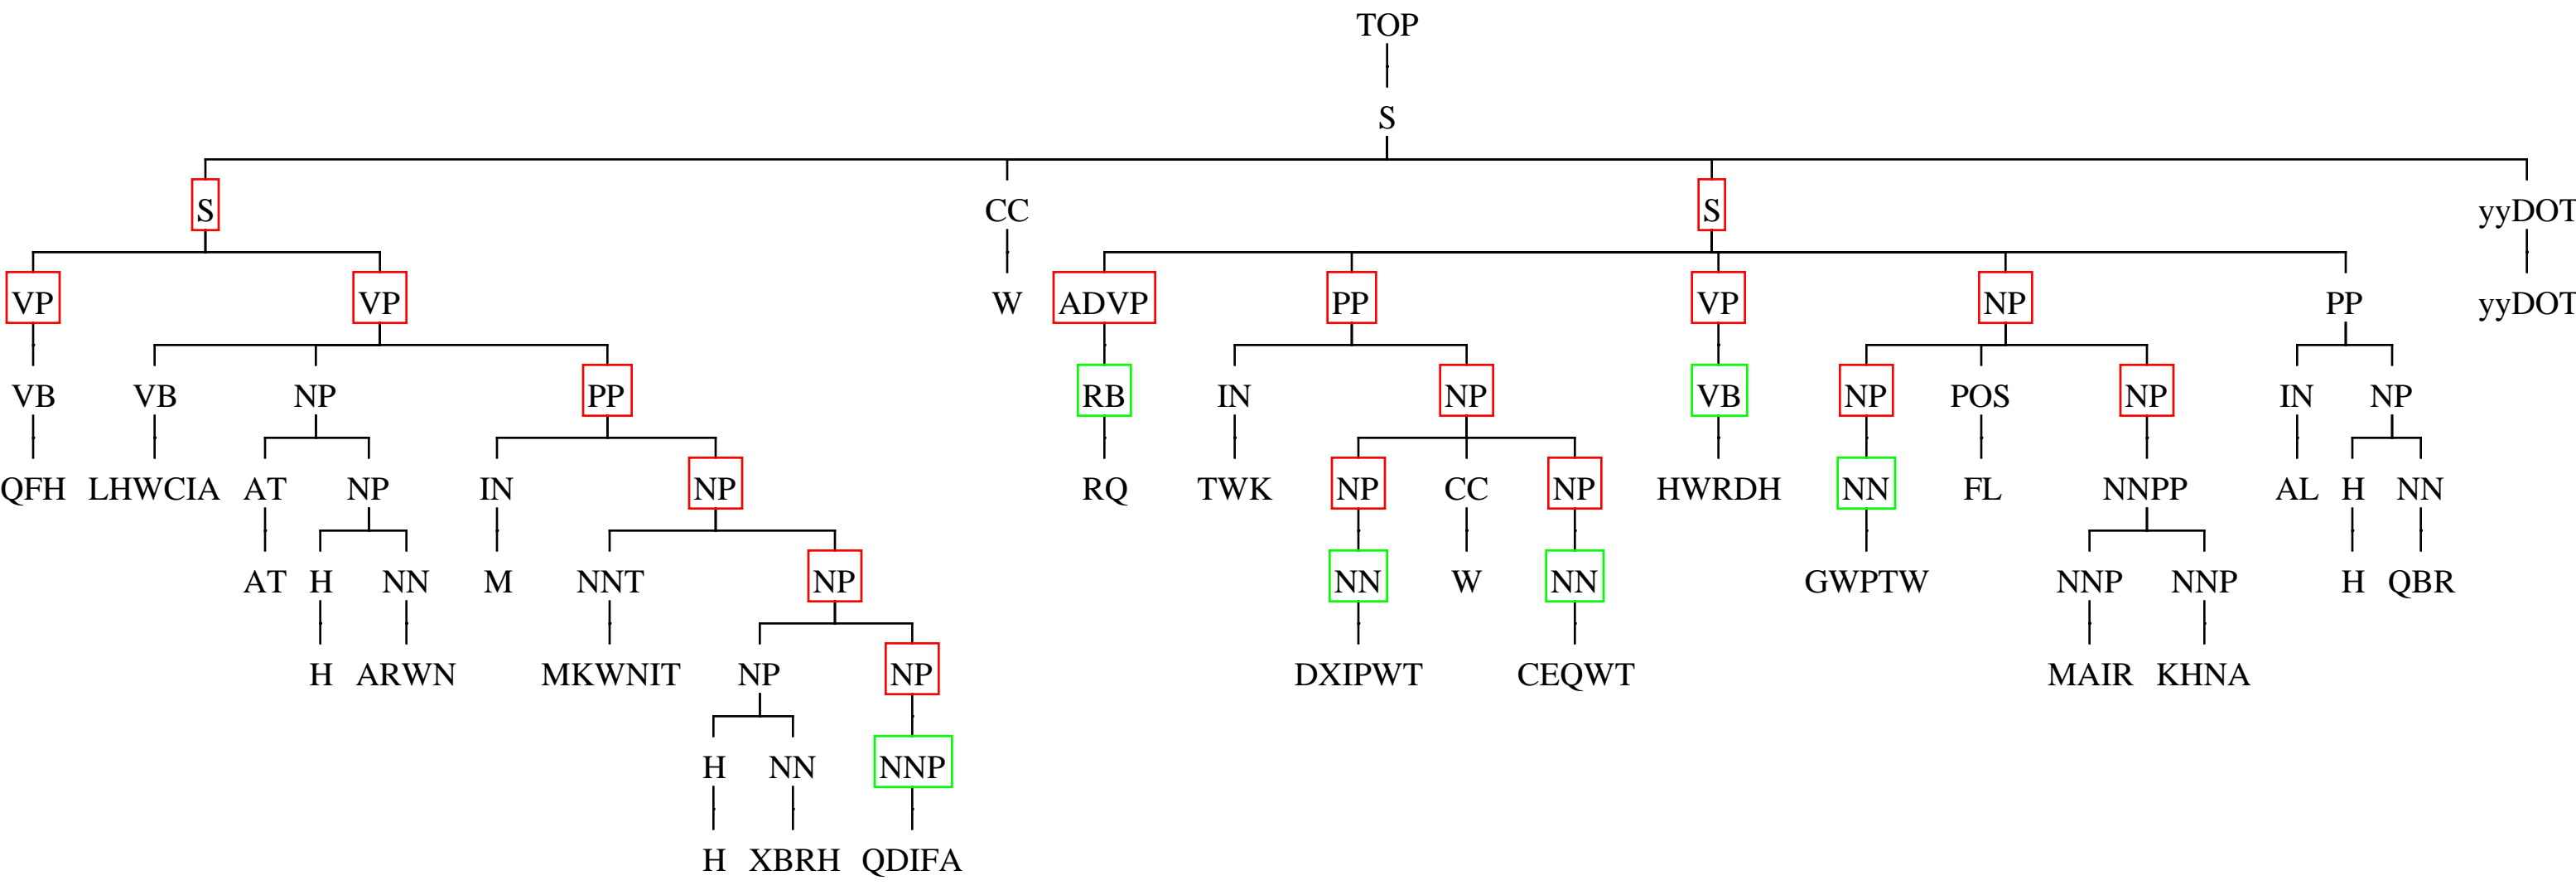 TOP
S
S CC S yyDOT
VP VP W ADVP PP VP NP PP yyDOT
VB VB NP PP RB IN NP VB NP POS NP IN NP
QFH LHWCIA AT NP IN NP RQ TWK NP CC NP HWRDH NN FL NNPP AL H NN
AT H NN M NNT NP NN W NN GWPTW NNP NNP H QBR
H ARWN MKWNIT NP NP DXIPWT CEQWT MAIR KHNA
H NN NNP
H XBRH QDIFA